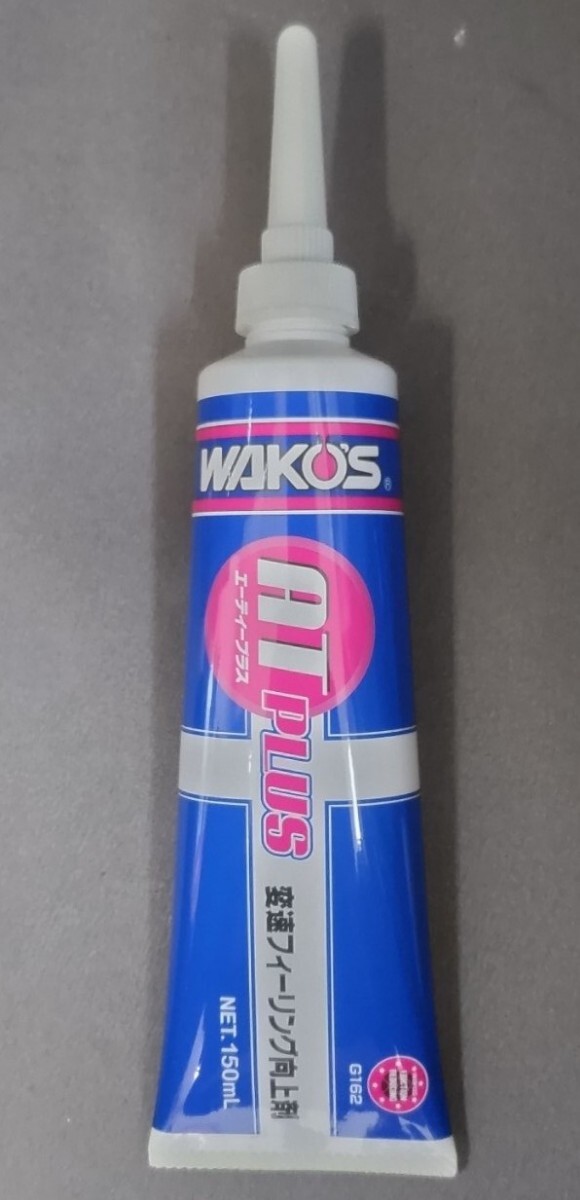 WAKO'S®
AT
エーティープラス
PLUS
変速フィーリング向上剤
NET. 150mL
G162